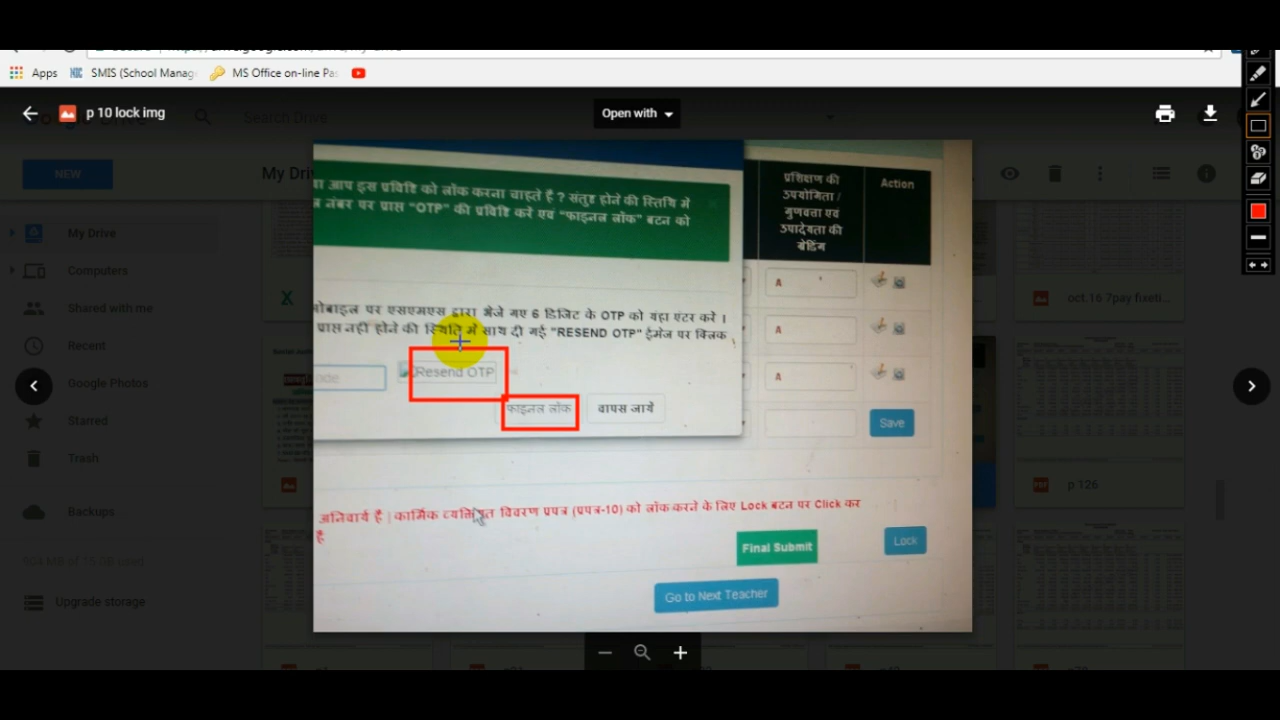 Apps SMIS (School Manag MS Office on-line Pa
p 10 lock img
Open with
Search Drive
NEW
My Dri
My Drive
Computers
Shared with me
Recent
Google Photos
Starred
Trash
Backups
Upgrade storage
आप इस प्रविष्टि को लॉक करना चाहते हैं ? संतुष्ट होने की स्तिथि में
नंबर पर प्राप्त "OTP" की प्रविष्टि करें एवं "फाइनल लॉक" बटन को
प्रशिक्षण की
उपयोगिता /
गुणवत्ता एवं
उपादेयता की
ग्रेडिंग
Action
A
A
A
मोबाइल पर एसएमएस द्वारा भेजे गए 6 डिजिट के OTP को यहा एंटर करे ।
प्राप्त नहीं होने की स्थिति में साथ दी गई "RESEND OTP" ईमेज पर क्लिक
Resend OTP
फाइनल लॉक
वापस जायें
Save
अनिवार्य है | कार्मिक व्यक्तिगत विवरण प्रपत्र (प्रपत्र-10) को लॉक करने के लिए Lock बटन पर Click कर
है
Final Submit
Lock
Go to Next Teacher
oct.16 7pay fixeti...
p 126